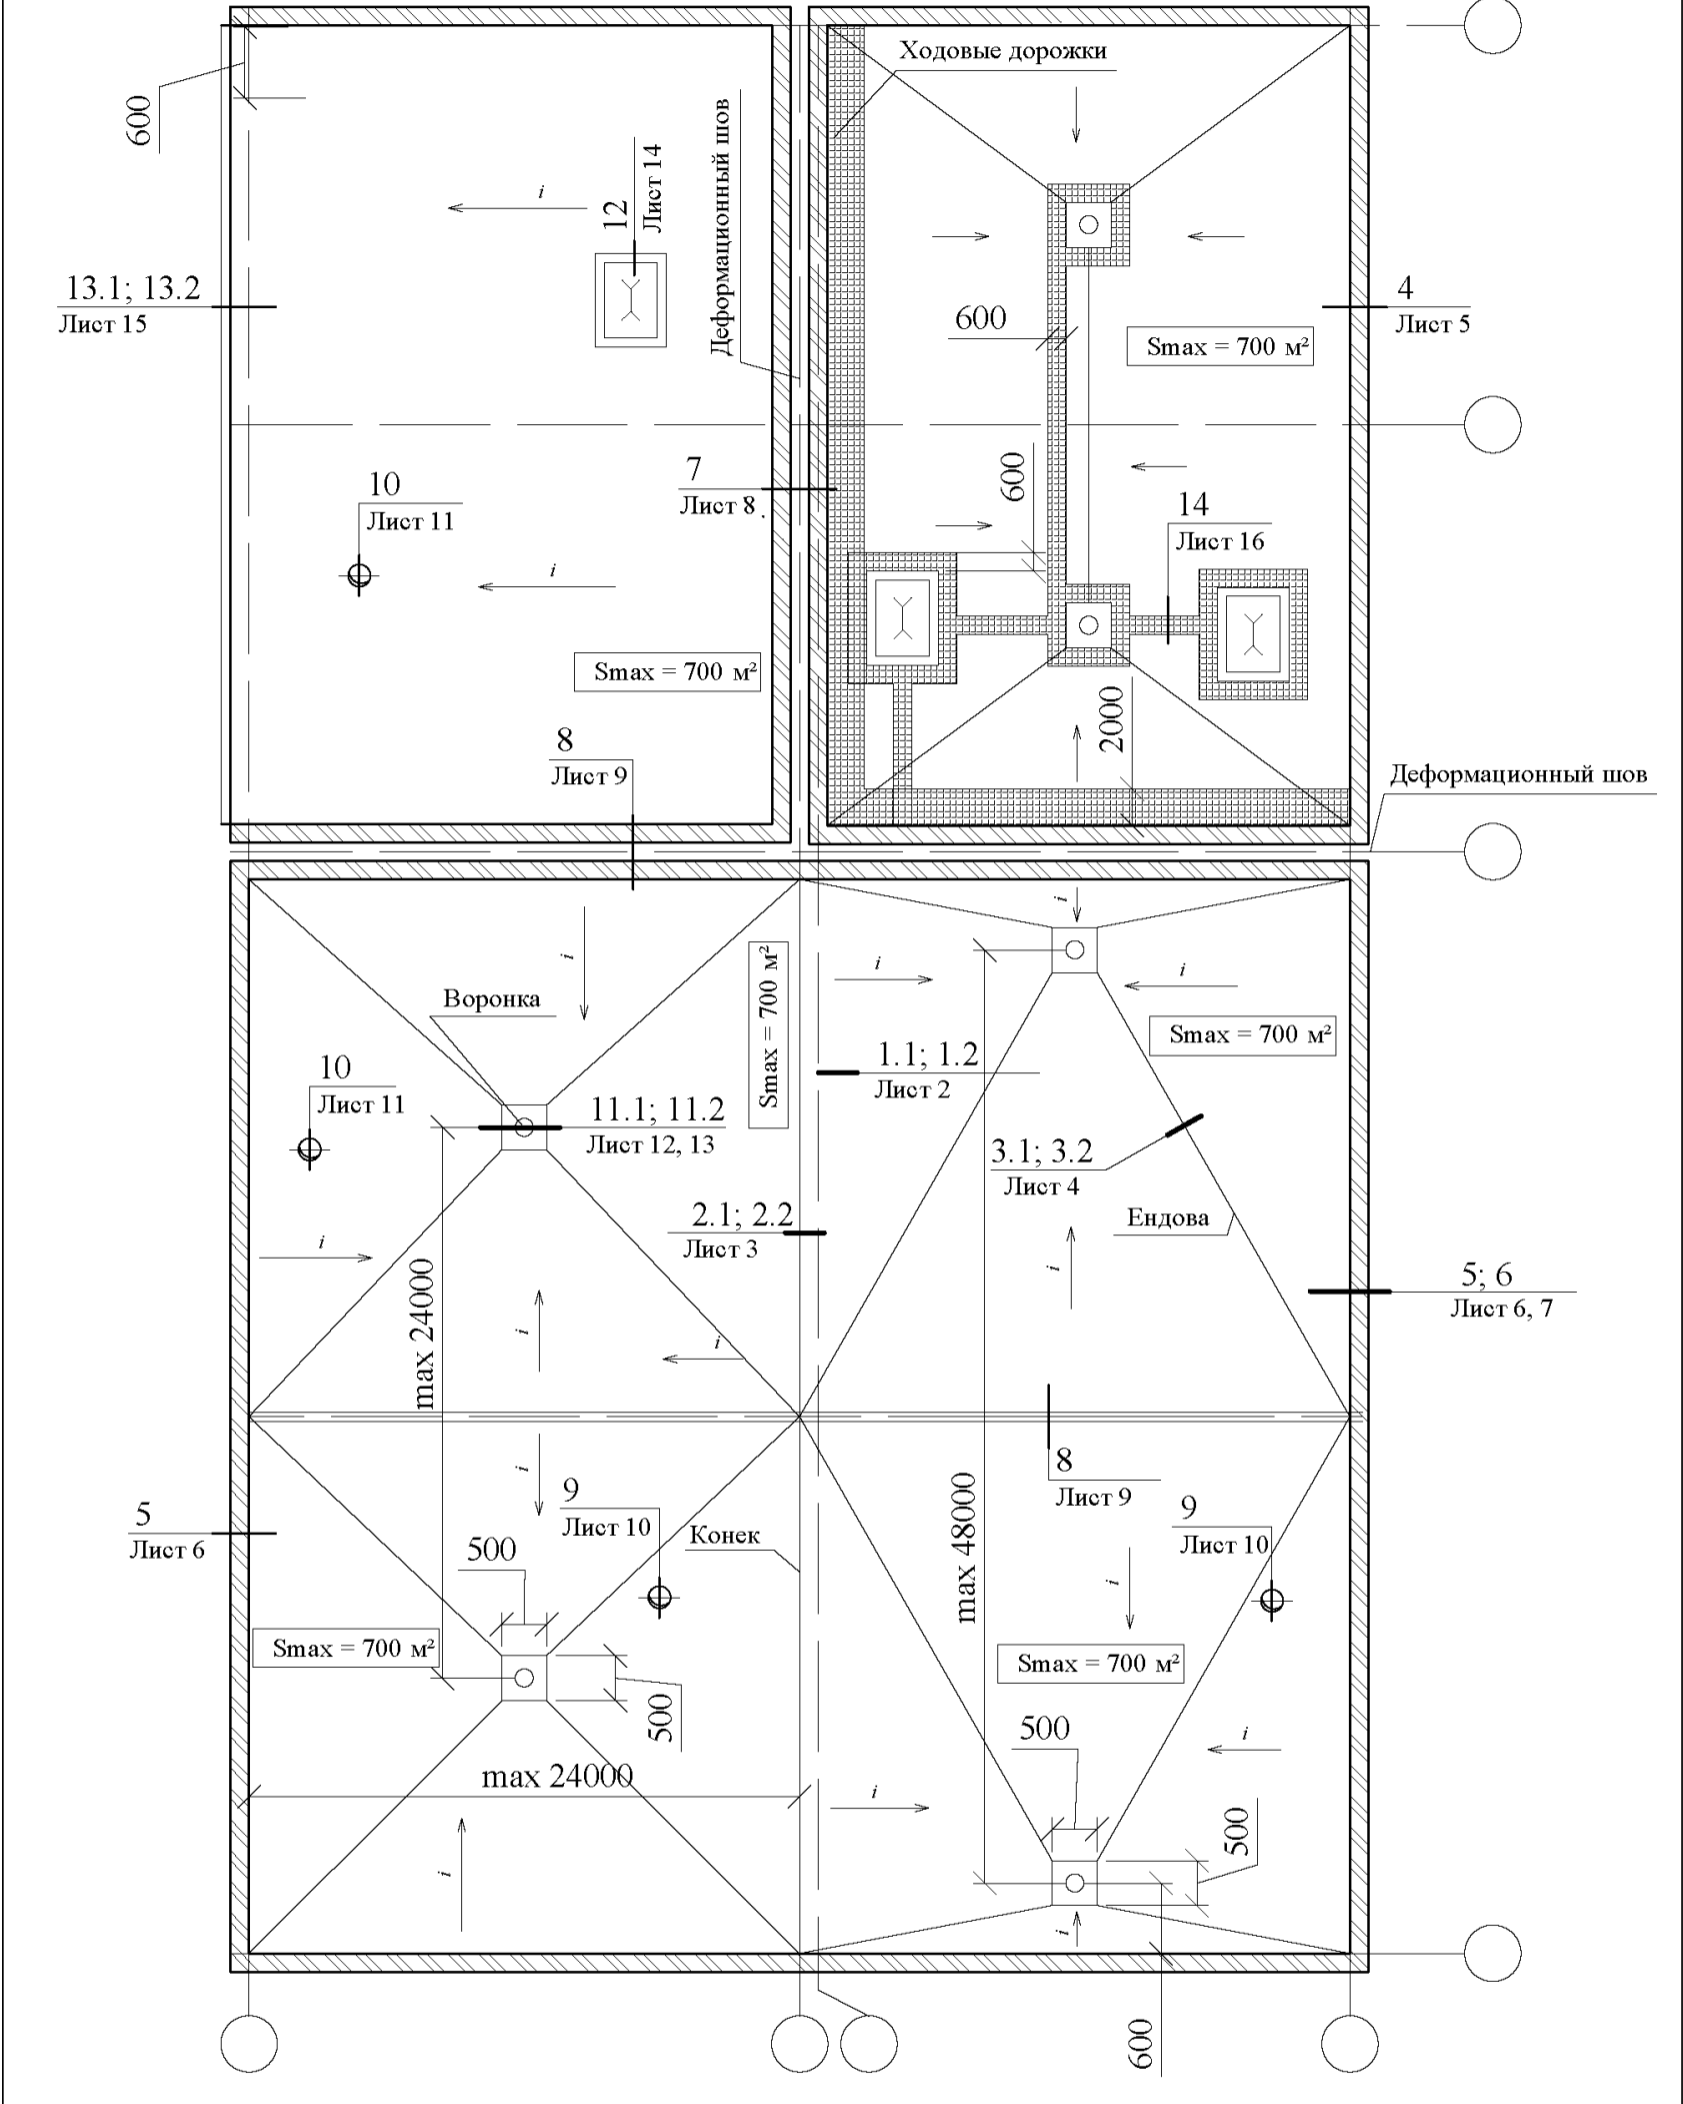 Ходовые дорожки
600
Деформационный шов
12
Лист 14
i
13.1; 13.2
Лист 15
4
Лист 5
600
Smax = 700 м²
7
Лист 8
10
Лист 11
600
14
Лист 16
i
Smax = 700 м²
2000
8
Лист 9
Деформационный шов
i
i
i
i
Воронка
Smax = 700 м²
Smax = 700 м²
1.1; 1.2
Лист 2
10
Лист 11
11.1; 11.2
Лист 12, 13
3.1; 3.2
Лист 4
2.1; 2.2
Лист 3
Ендова
i
i
5; 6
Лист 6, 7
max 24000
i
i
8
Лист 9
i
9
Лист 10
9
Лист 10
5
Лист 6
Конек
500
max 48000
i
Smax = 700 м²
Smax = 700 м²
500
500
i
max 24000
i
500
i
i
600